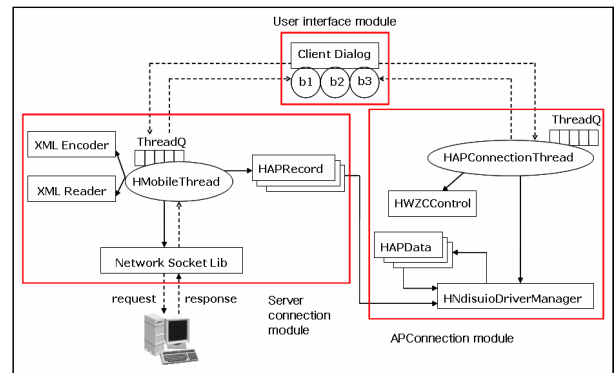 User interface module
Client Dialog
b1 b2 b3
ThreadQ
XML Encoder
XML Reader
HMobileThread
HAPRecord
Network Socket Lib
request
response
Server
connection
module
ThreadQ
HAPConnectionThread
HWZCControl
HAPData
HNdisuioDriverManager
APConnection module